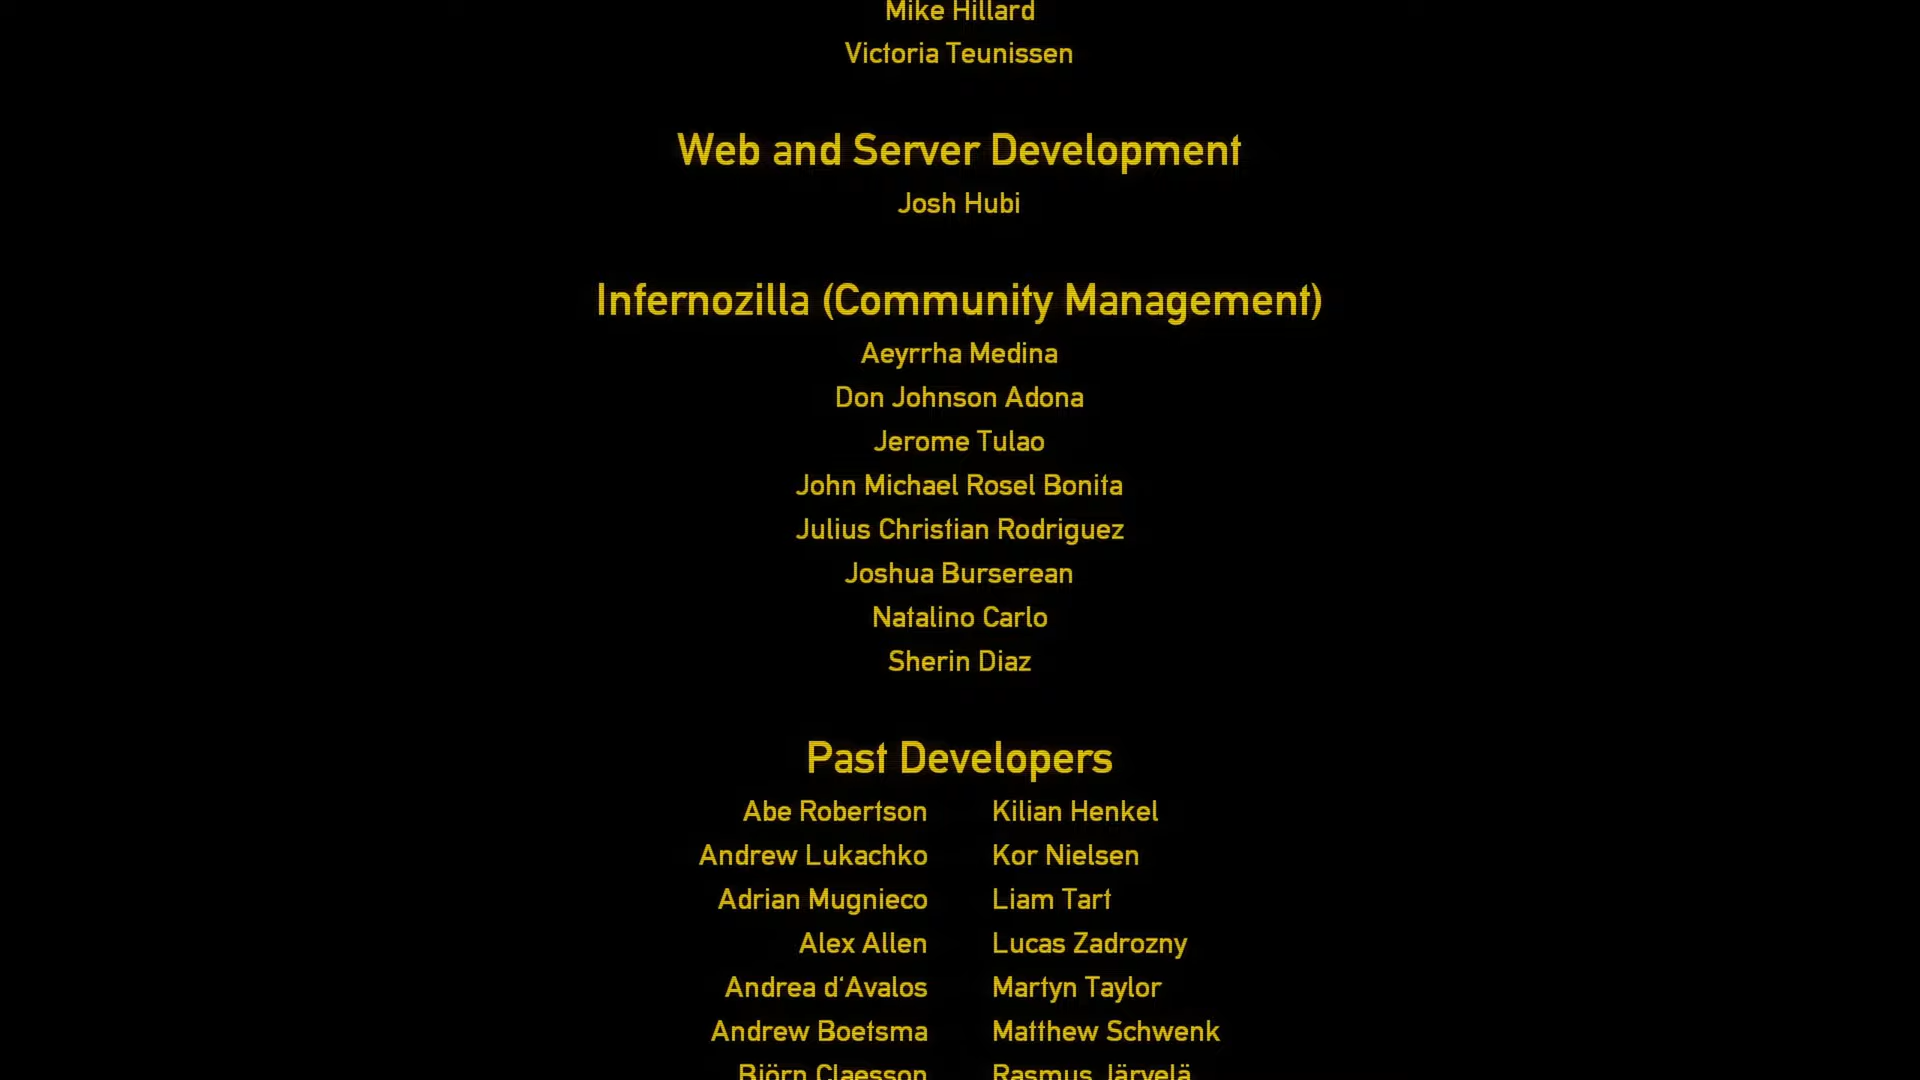 Mike Hillard
Victoria Teunissen
Web and Server Development
Josh Hubi
Infernozilla (Community Management)
Aeyrrha Medina
Don Johnson Adona
Jerome Tulao
John Michael Rosel Bonita
Julius Christian Rodriguez
Joshua Burserean
Natalino Carlo
Sherin Diaz
Past Developers
Abe Robertson Kilian Henkel
Andrew Lukachko Kor Nielsen
Adrian Mugnieco Liam Tart
Alex Allen Lucas Zadrozny
Andrea d'Avalos Martyn Taylor
Andrew Boetsma Matthew Schwenk
Björn Claesson Rasmus Järvelä